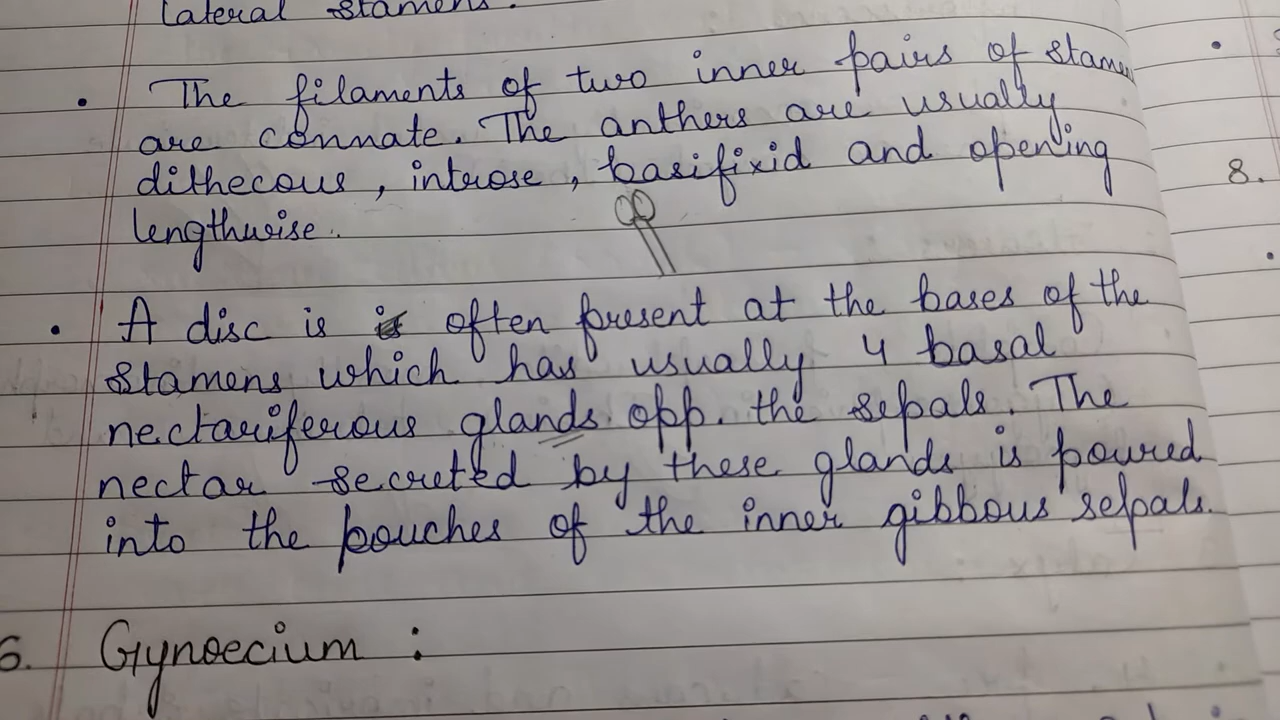 lateral stamens.
• The filaments of two inner pairs of stamen
are connate. The anthers are usually
dithecous, introse, basifixid and opening
lengthwise.
• A disc is often present at the bases of the
stamens which has usually 4 basal
nectariferous glands opp. the sepals. The
nectar secreted by these glands is poured
into the pouches of the inner gibbous sepals.
6. Gynoecium :
8.